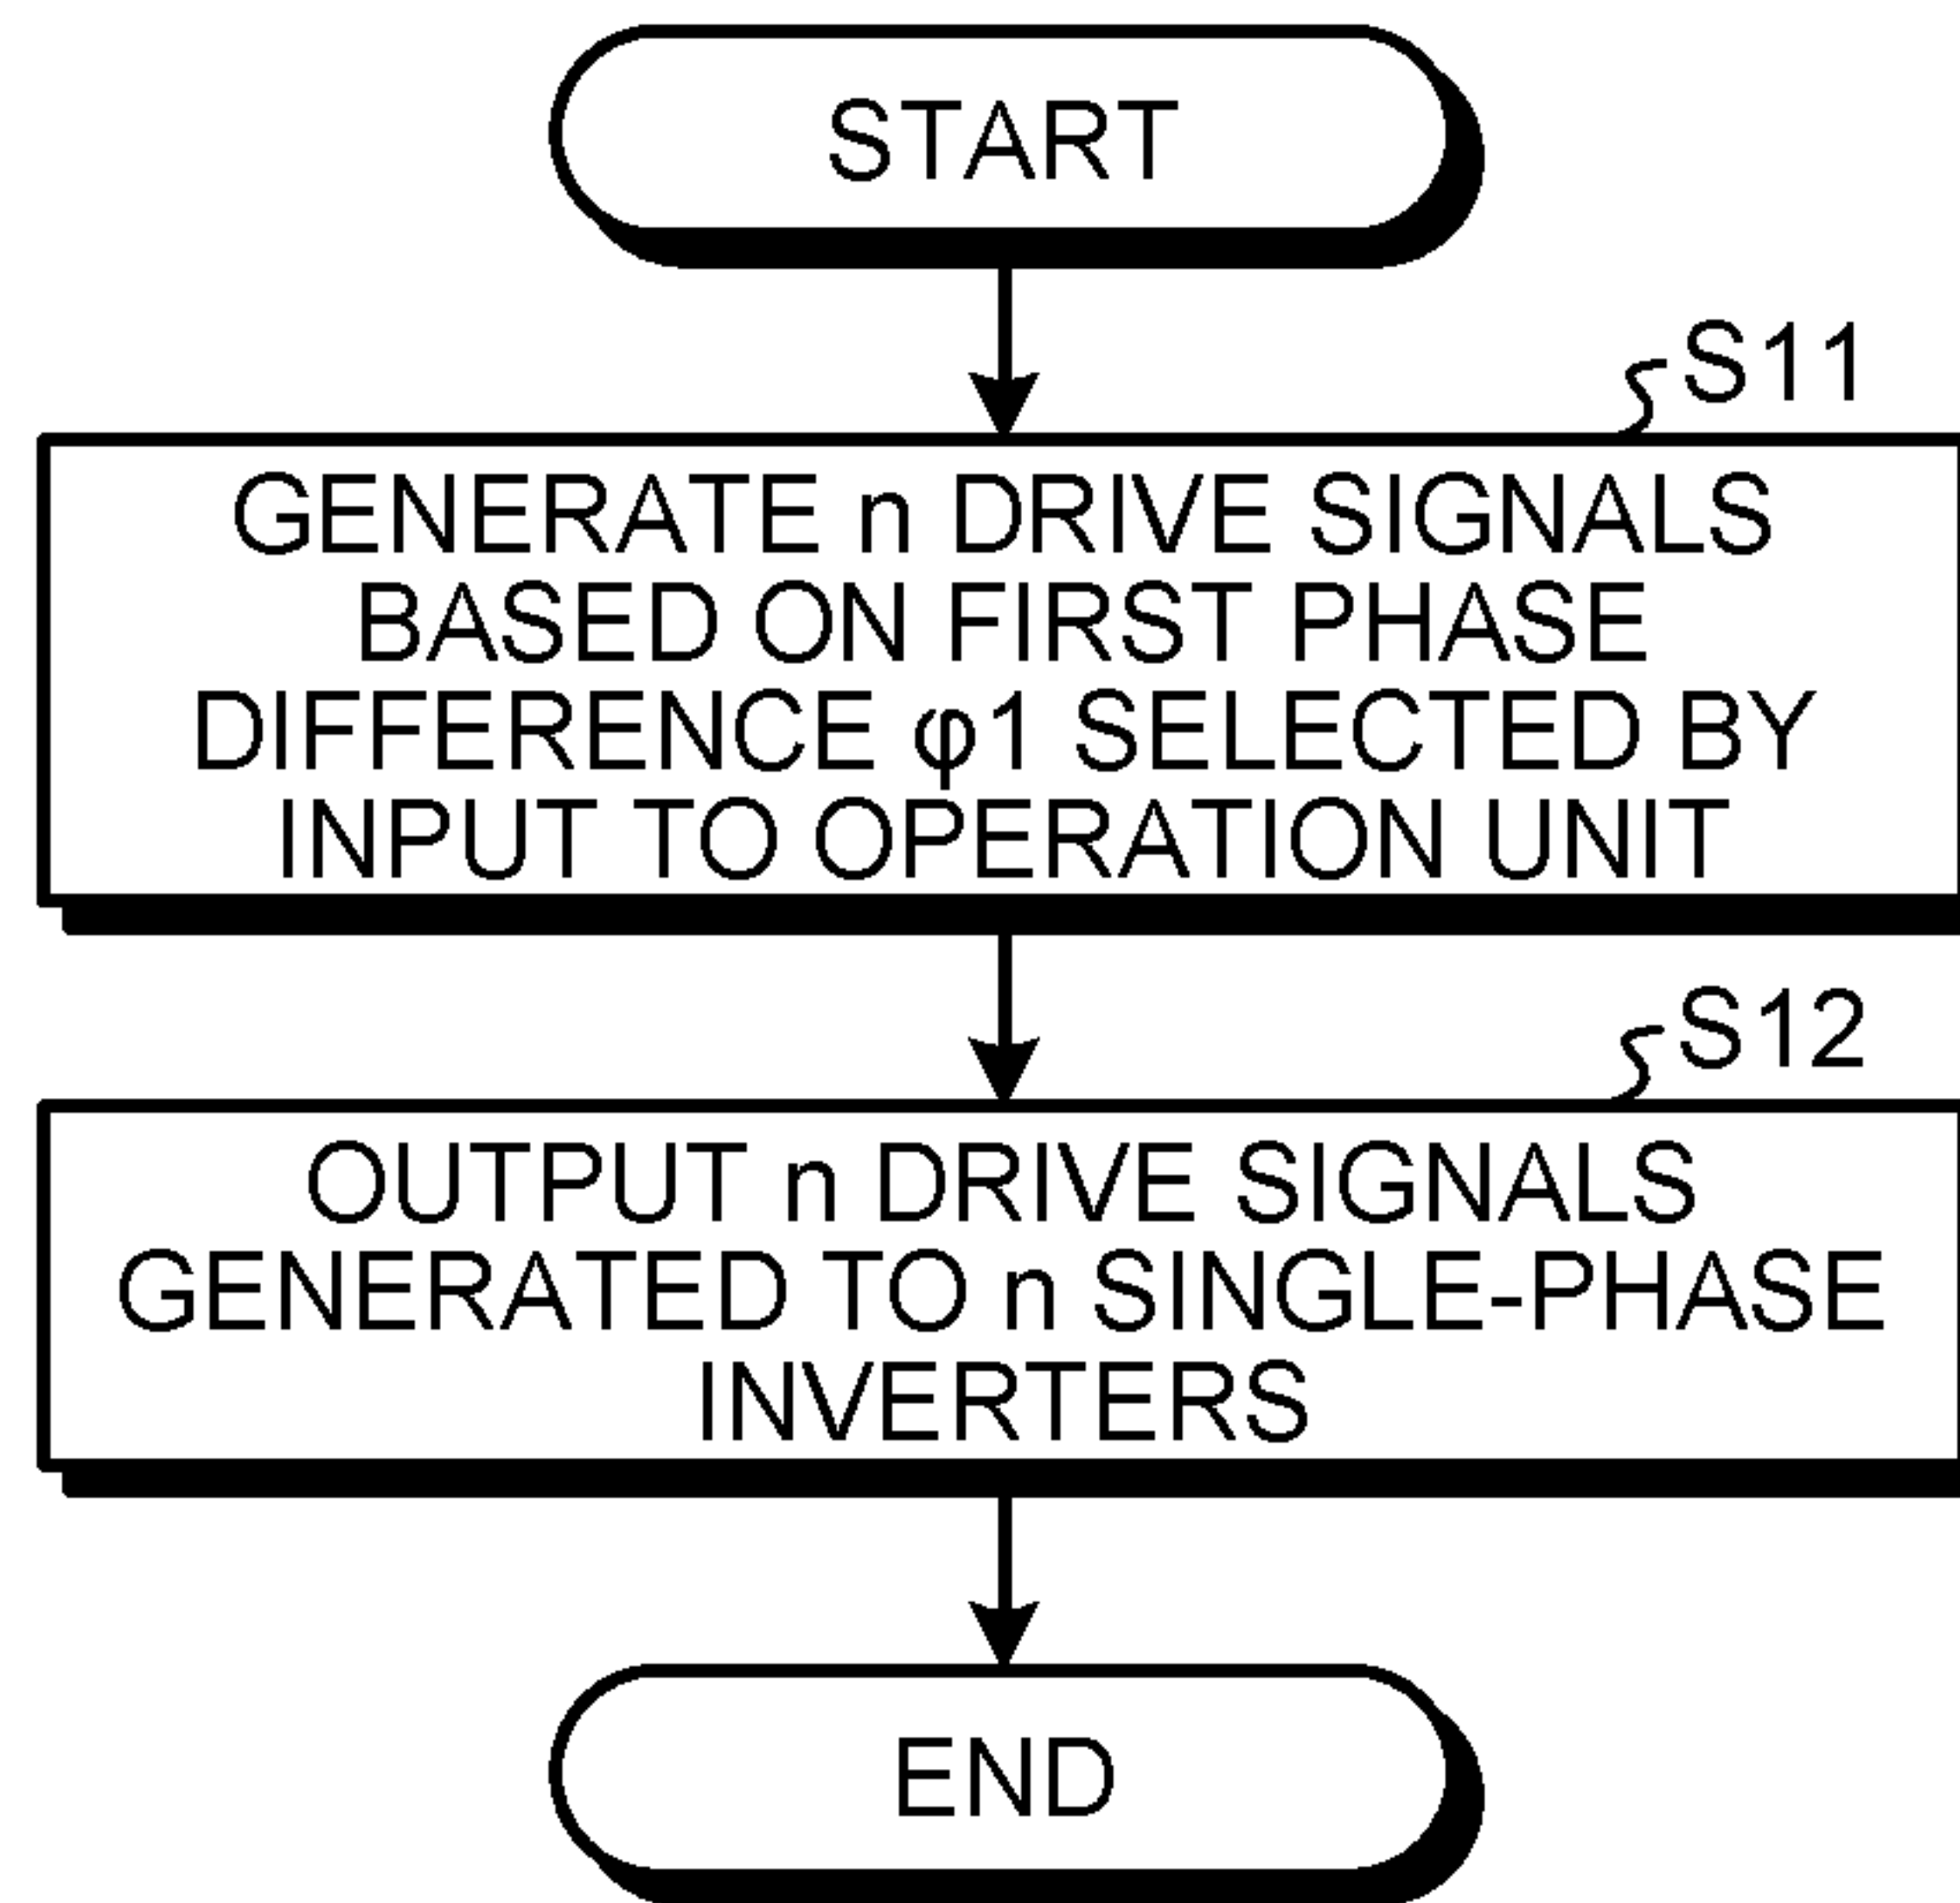 START
S11
GENERATE n DRIVE SIGNALS
BASED ON FIRST PHASE
DIFFERENCE φ1 SELECTED BY
INPUT TO OPERATION UNIT
S12
OUTPUT n DRIVE SIGNALS
GENERATED TO n SINGLE-PHASE
INVERTERS
END